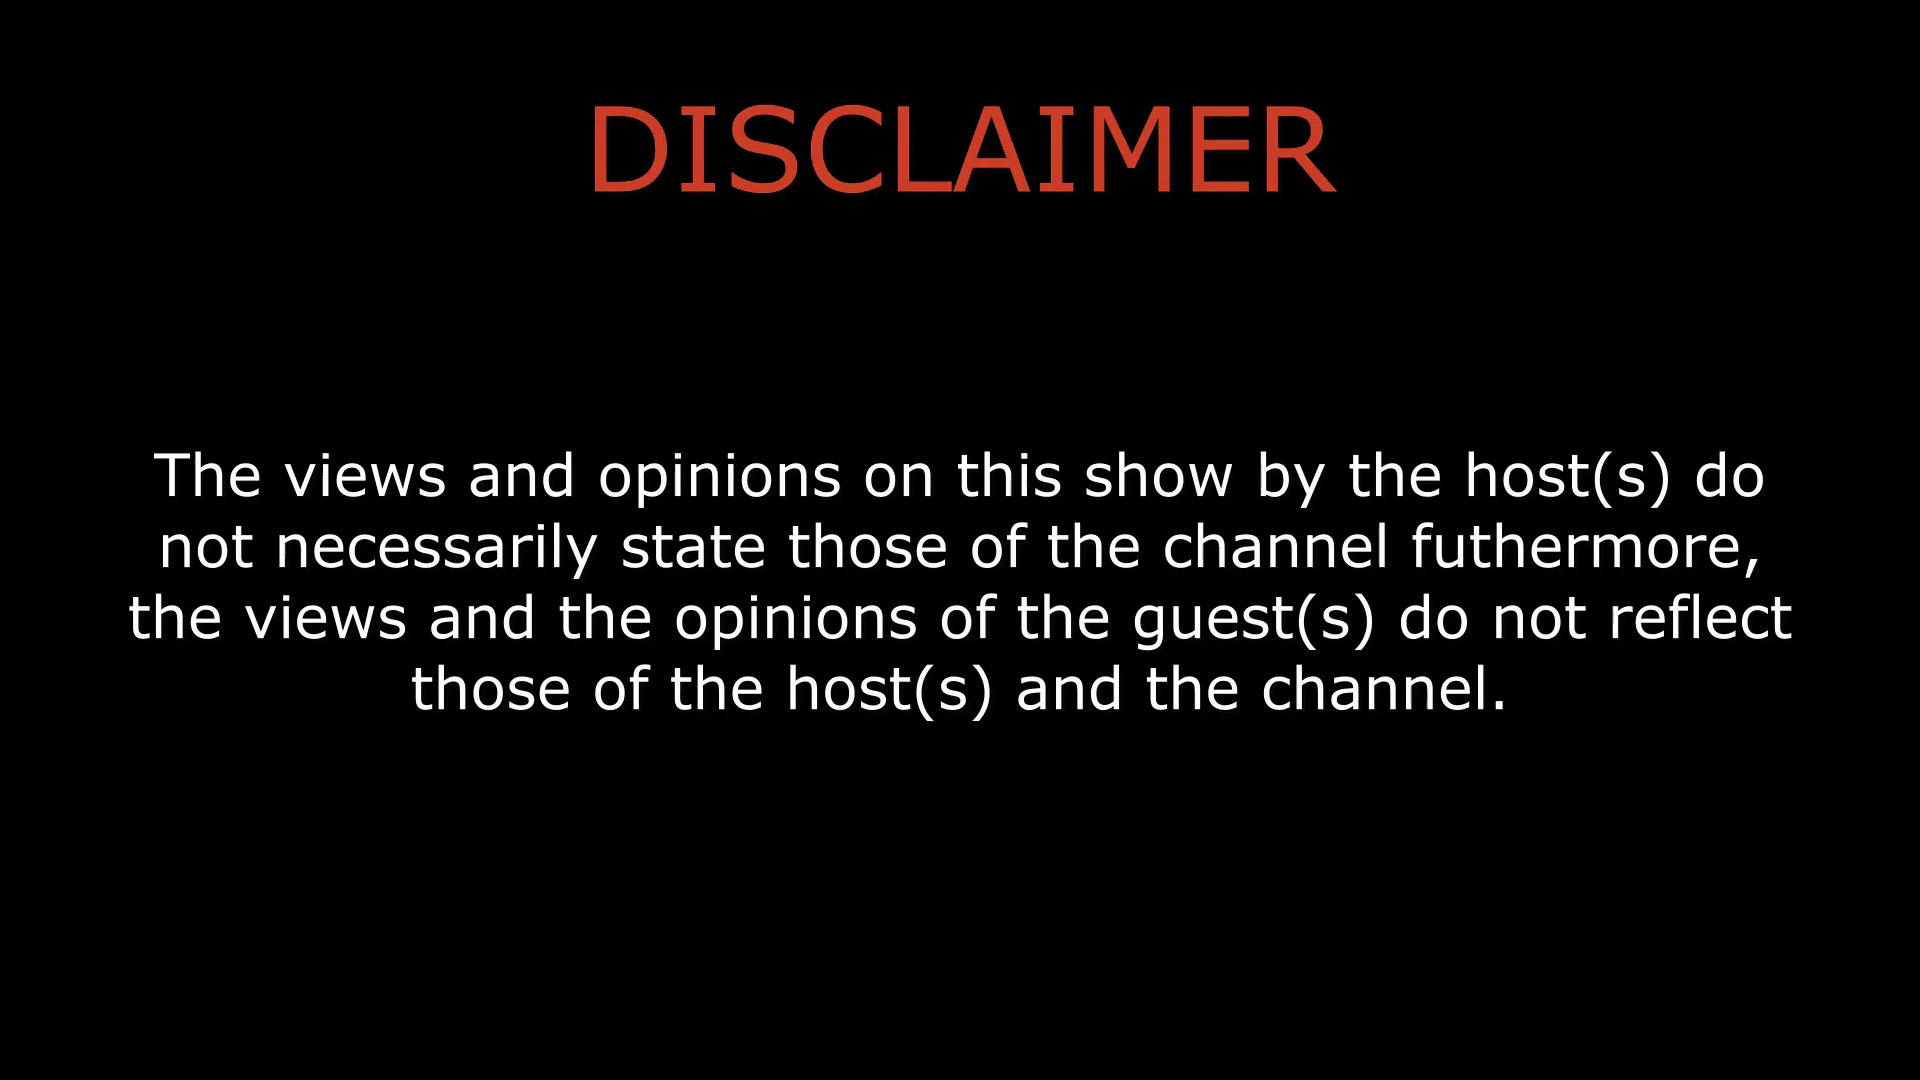 DISCLAIMER
The views and opinions on this show by the host(s) do
not necessarily state those of the channel futhermore,
the views and the opinions of the guest(s) do not reflect
those of the host(s) and the channel.